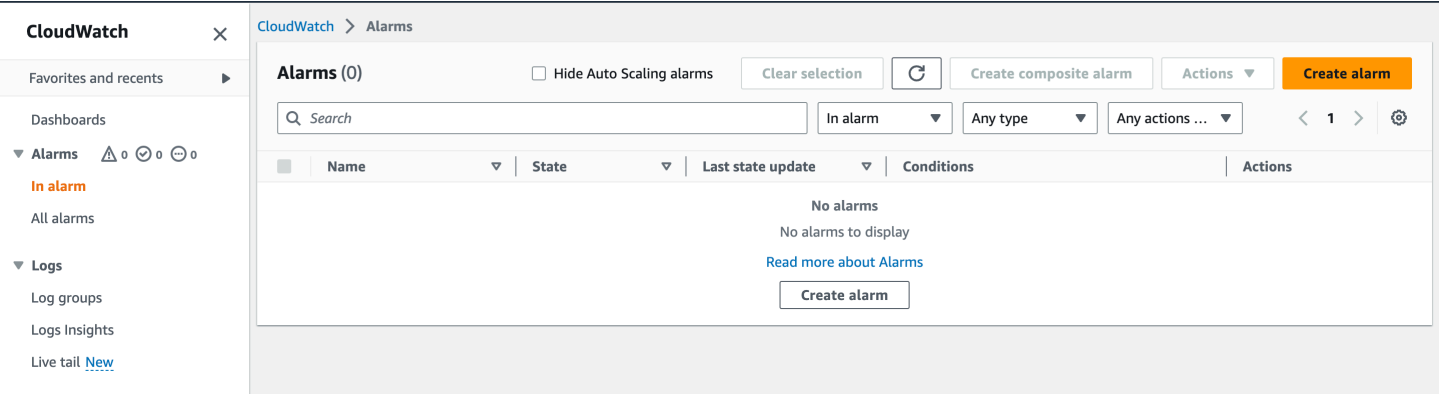 CloudWatch
Favorites and recents
Dashboards
Alarms 0 0 0
In alarm
All alarms
Logs
Log groups
Logs Insights
Live tail New
CloudWatch > Alarms
Alarms (0) Hide Auto Scaling alarms Clear selection Create composite alarm Actions Create alarm
Search In alarm Any type Any actions ... 1
Name State Last state update Conditions Actions
No alarms
No alarms to display
Read more about Alarms
Create alarm